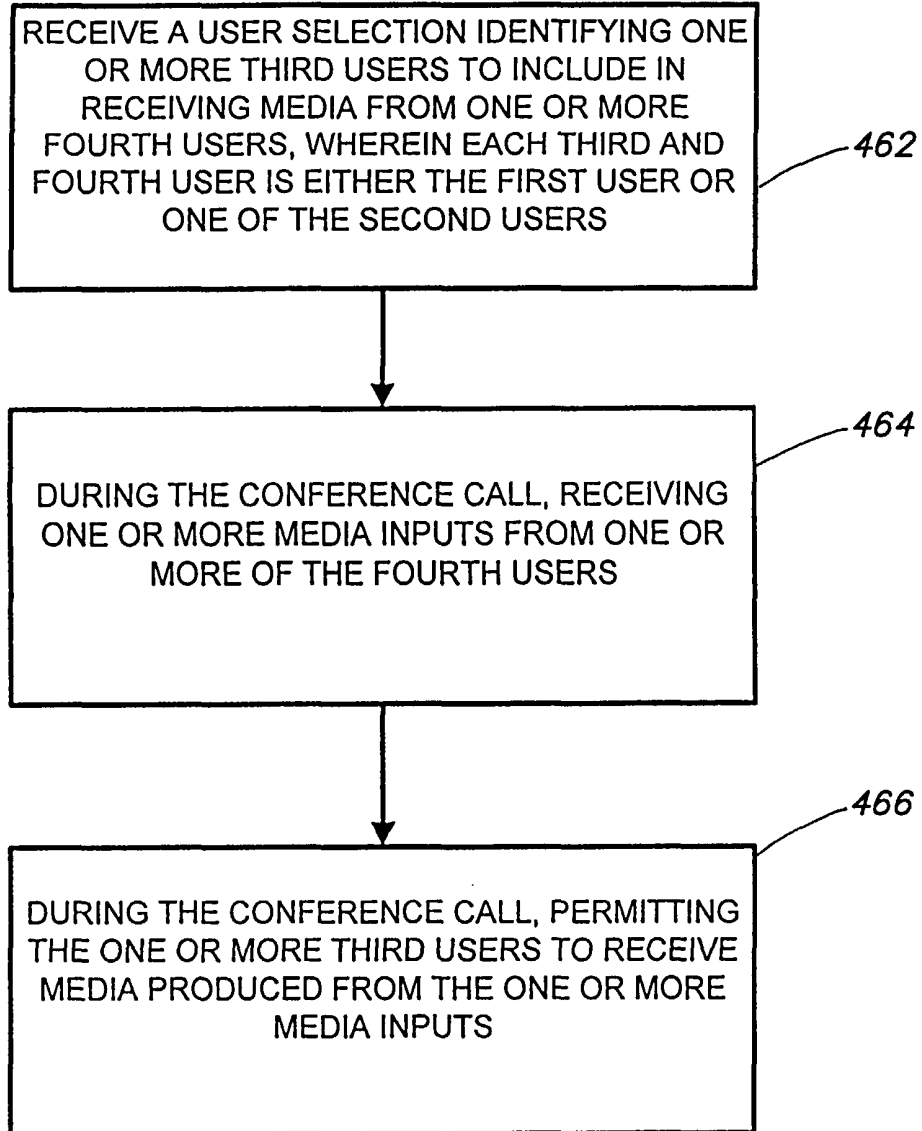 RECEIVE A USER SELECTION IDENTIFYING ONE
OR MORE THIRD USERS TO INCLUDE IN
RECEIVING MEDIA FROM ONE OR MORE
FOURTH USERS, WHEREIN EACH THIRD AND
FOURTH USER IS EITHER THE FIRST USER OR
ONE OF THE SECOND USERS
462
DURING THE CONFERENCE CALL, RECEIVING
ONE OR MORE MEDIA INPUTS FROM ONE OR
MORE OF THE FOURTH USERS
464
DURING THE CONFERENCE CALL, PERMITTING
THE ONE OR MORE THIRD USERS TO RECEIVE
MEDIA PRODUCED FROM THE ONE OR MORE
MEDIA INPUTS
466